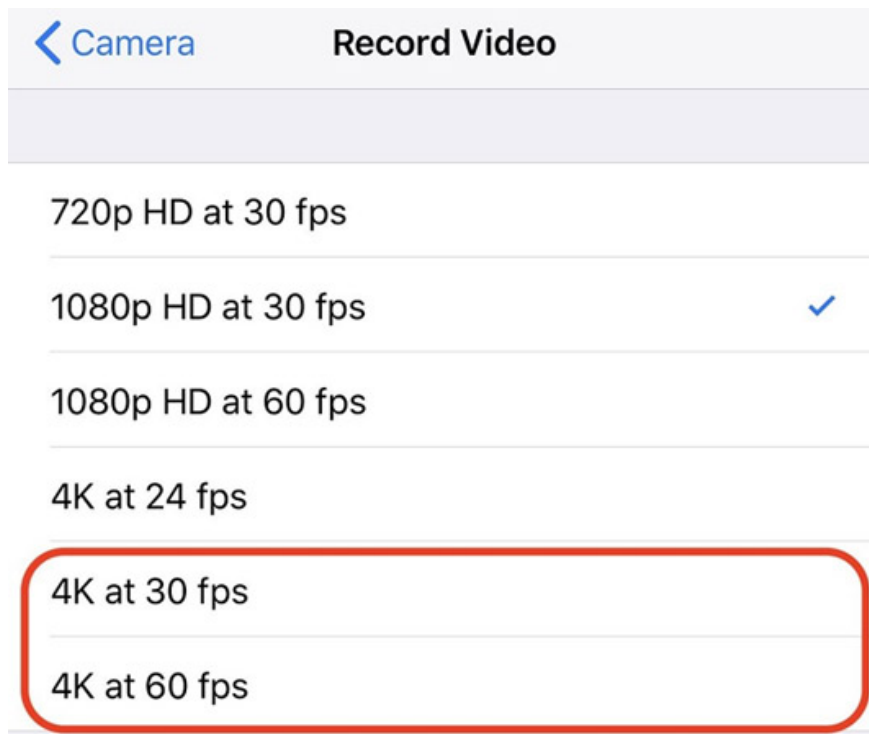 Camera Record Video
720p HD at 30 fps
1080p HD at 30 fps
1080p HD at 60 fps
4K at 24 fps
4K at 30 fps
4K at 60 fps